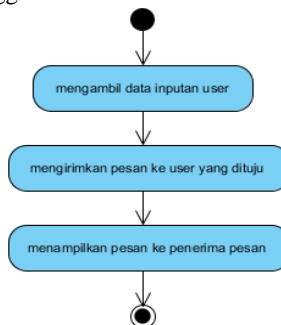 mengambil data inputan user
mengirimkan pesan ke user yang dituju
menampilkan pesan ke penerima pesan